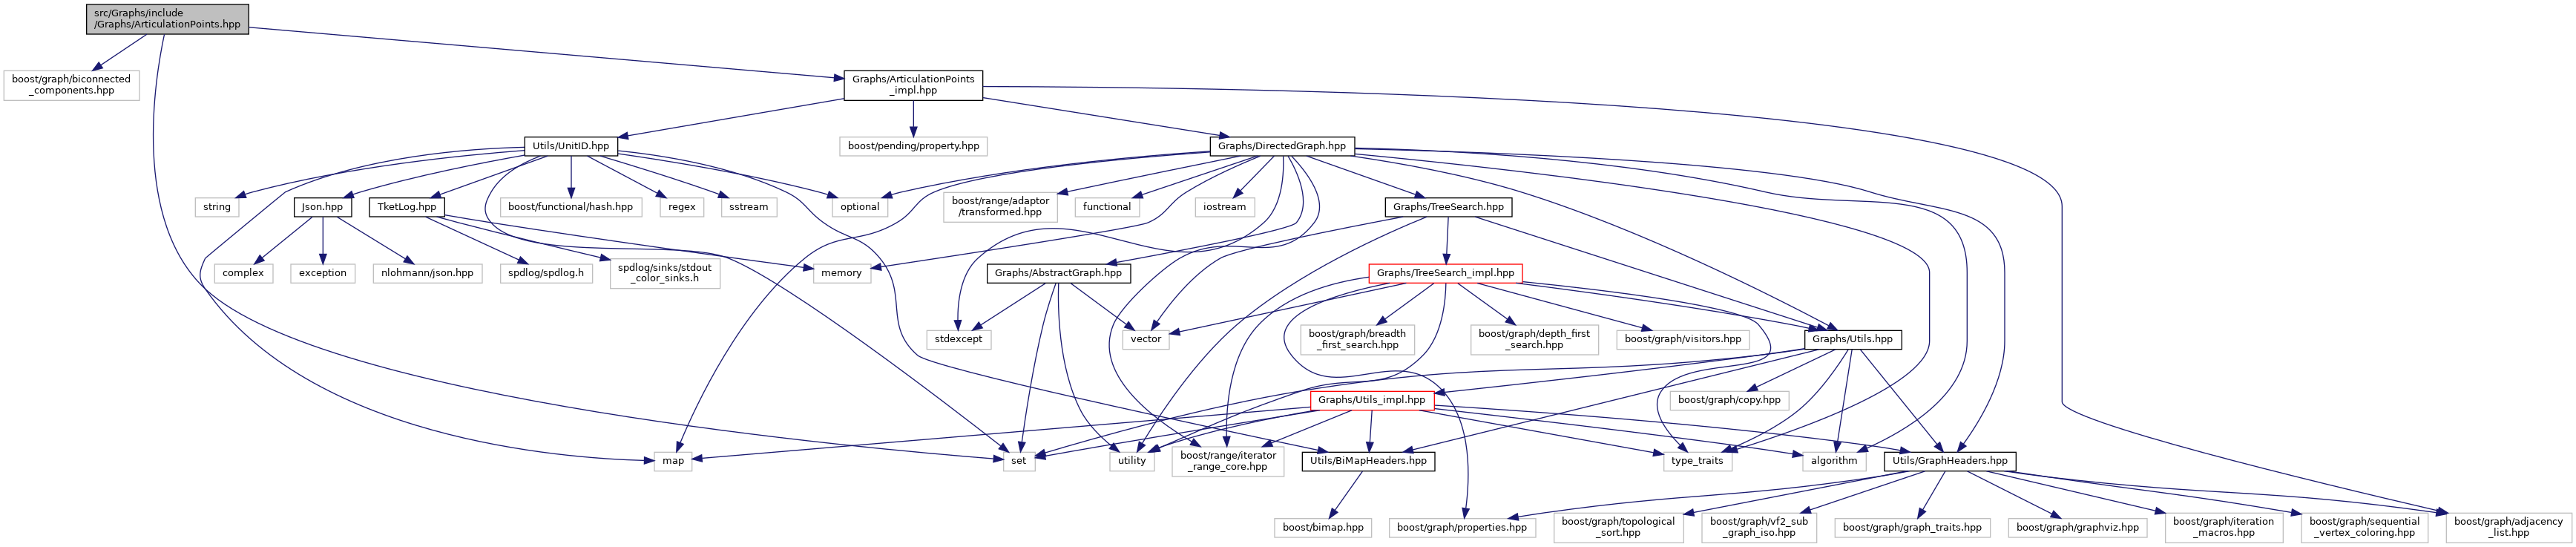 src/Graphs/include
/Graphs/ArticulationPoints.hpp
boost/graph/biconnected
_components.hpp
Graphs/ArticulationPoints
_impl.hpp
Utils/UnitID.hpp
boost/pending/property.hpp
Graphs/DirectedGraph.hpp
string
Json.hpp
TketLog.hpp
boost/functional/hash.hpp
regex
sstream
optional
boost/range/adaptor
/transformed.hpp
functional
iostream
Graphs/TreeSearch.hpp
complex
exception
nlohmann/json.hpp
spdlog/spdlog.h
spdlog/sinks/stdout
_color_sinks.h
memory
Graphs/AbstractGraph.hpp
Graphs/TreeSearch_impl.hpp
stdexcept
vector
boost/graph/breadth
_first_search.hpp
boost/graph/depth_first
_search.hpp
boost/graph/visitors.hpp
Graphs/Utils.hpp
Graphs/Utils_impl.hpp
boost/graph/copy.hpp
map
set
utility
boost/range/iterator
_range_core.hpp
Utils/BiMapHeaders.hpp
type_traits
algorithm
Utils/GraphHeaders.hpp
boost/bimap.hpp
boost/graph/properties.hpp
boost/graph/topological
_sort.hpp
boost/graph/vf2_sub
_graph_iso.hpp
boost/graph/graph_traits.hpp
boost/graph/graphviz.hpp
boost/graph/iteration
_macros.hpp
boost/graph/sequential
_vertex_coloring.hpp
boost/graph/adjacency
_list.hpp